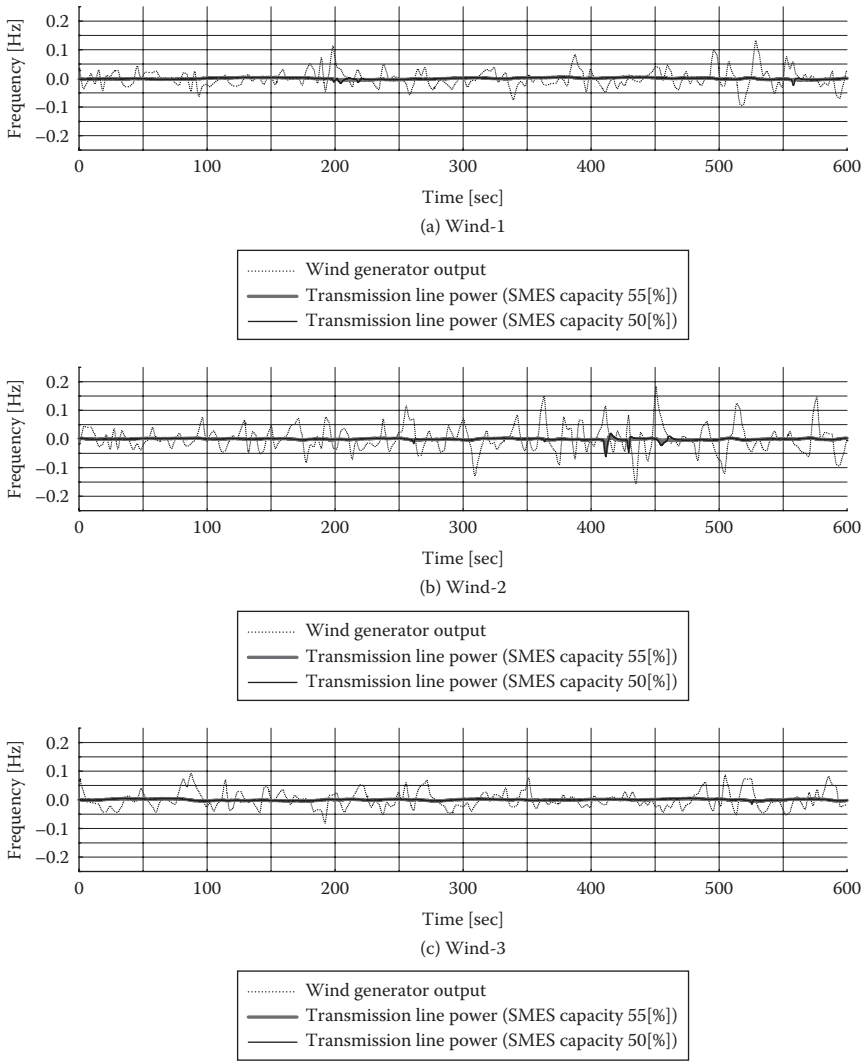 Frequency [Hz]
0.2
0.1
0.0
−0.1
−0.2
0 100 200 300 400 500 600
Time [sec]
(a) Wind-1
Wind generator output
Transmission line power (SMES capacity 55[%])
Transmission line power (SMES capacity 50[%])
Frequency [Hz]
0.2
0.1
0.0
−0.1
−0.2
0 100 200 300 400 500 600
Time [sec]
(b) Wind-2
Wind generator output
Transmission line power (SMES capacity 55[%])
Transmission line power (SMES capacity 50[%])
Frequency [Hz]
0.2
0.1
0.0
−0.1
−0.2
0 100 200 300 400 500 600
Time [sec]
(c) Wind-3
Wind generator output
Transmission line power (SMES capacity 55[%])
Transmission line power (SMES capacity 50[%])